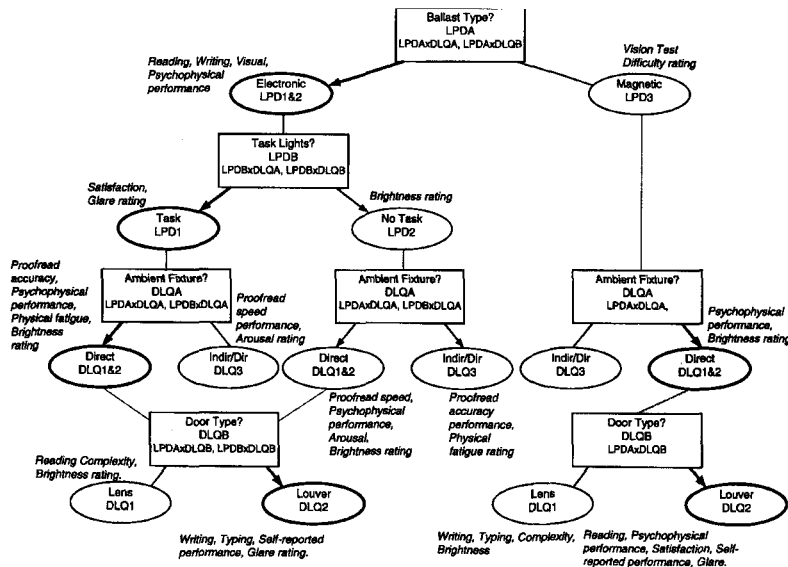 Ballast Type?
LPDA
LPDAxDLQA, LPDAxDLQB
Reading, Writing, Visual,
Psychophysical
performance
Vision Test
Difficulty rating
Electronic
LPD1&2
Magnetic
LPD3
Task Lights?
LPDB
LPDBxDLQA, LPDBxDLQB
Satisfaction,
Glare rating
Brightness rating
Task
LPD1
No Task
LPD2
Proofread
accuracy,
Psychophysical
performance,
Physical fatigue,
Brightness
rating
Ambient Fixture?
DLQA
LPDAxDLQA, LPDBxDLQA
Proofread
speed
performance,
Arousal rating
Ambient Fixture?
DLQA
LPDAxDLQA, LPDBxDLQA
Ambient Fixture?
DLQA
LPDAxDLQA,
Psychophysical
performance,
Brightness rating
Direct
DLQ1&2
Indir/Dir
DLQ3
Direct
DLQ1&2
Indir/Dir
DLQ3
Indir/Dir
DLQ3
Direct
DLQ1&2
Proofread speed,
Psychophysical
performance,
Arousal,
Brightness rating
Proofread
accuracy
performance,
Physical
fatigue rating
Door Type?
DLQB
LPDAxDLQB, LPDBxDLQB
Door Type?
DLQB
LPDAxDLQB
Reading Complexity,
Brightness rating.
Lens
DLQ1
Louver
DLQ2
Lens
DLQ1
Louver
DLQ2
Writing, Typing, Self-reported
performance, Glare rating.
Writing, Typing, Complexity,
Brightness
Reading, Psychophysical
performance, Satisfaction, Self-
reported performance, Glare.